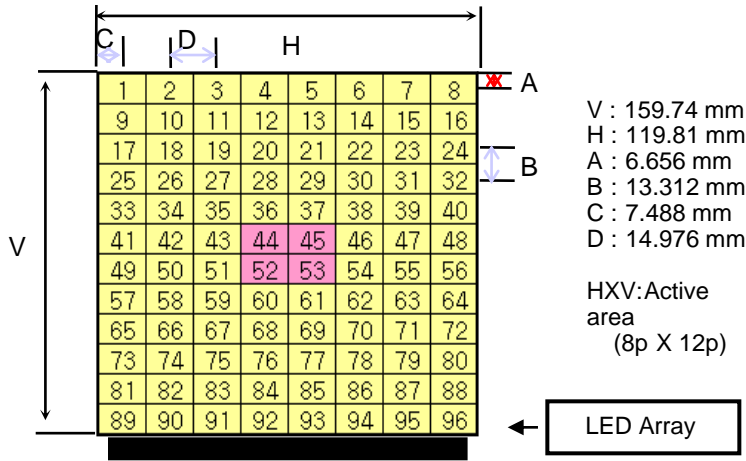 C D H
A
1 2 3 4 5 6 7 8
9 10 11 12 13 14 15 16
17 18 19 20 21 22 23 24
B
25 26 27 28 29 30 31 32
33 34 35 36 37 38 39 40
V
41 42 43 44 45 46 47 48
49 50 51 52 53 54 55 56
57 58 59 60 61 62 63 64
65 66 67 68 69 70 71 72
73 74 75 76 77 78 79 80
81 82 83 84 85 86 87 88
89 90 91 92 93 94 95 96
V : 159.74 mm
H : 119.81 mm
A : 6.656 mm
B : 13.312 mm
C : 7.488 mm
D : 14.976 mm
HXV:Active
area
(8p X 12p)
LED Array